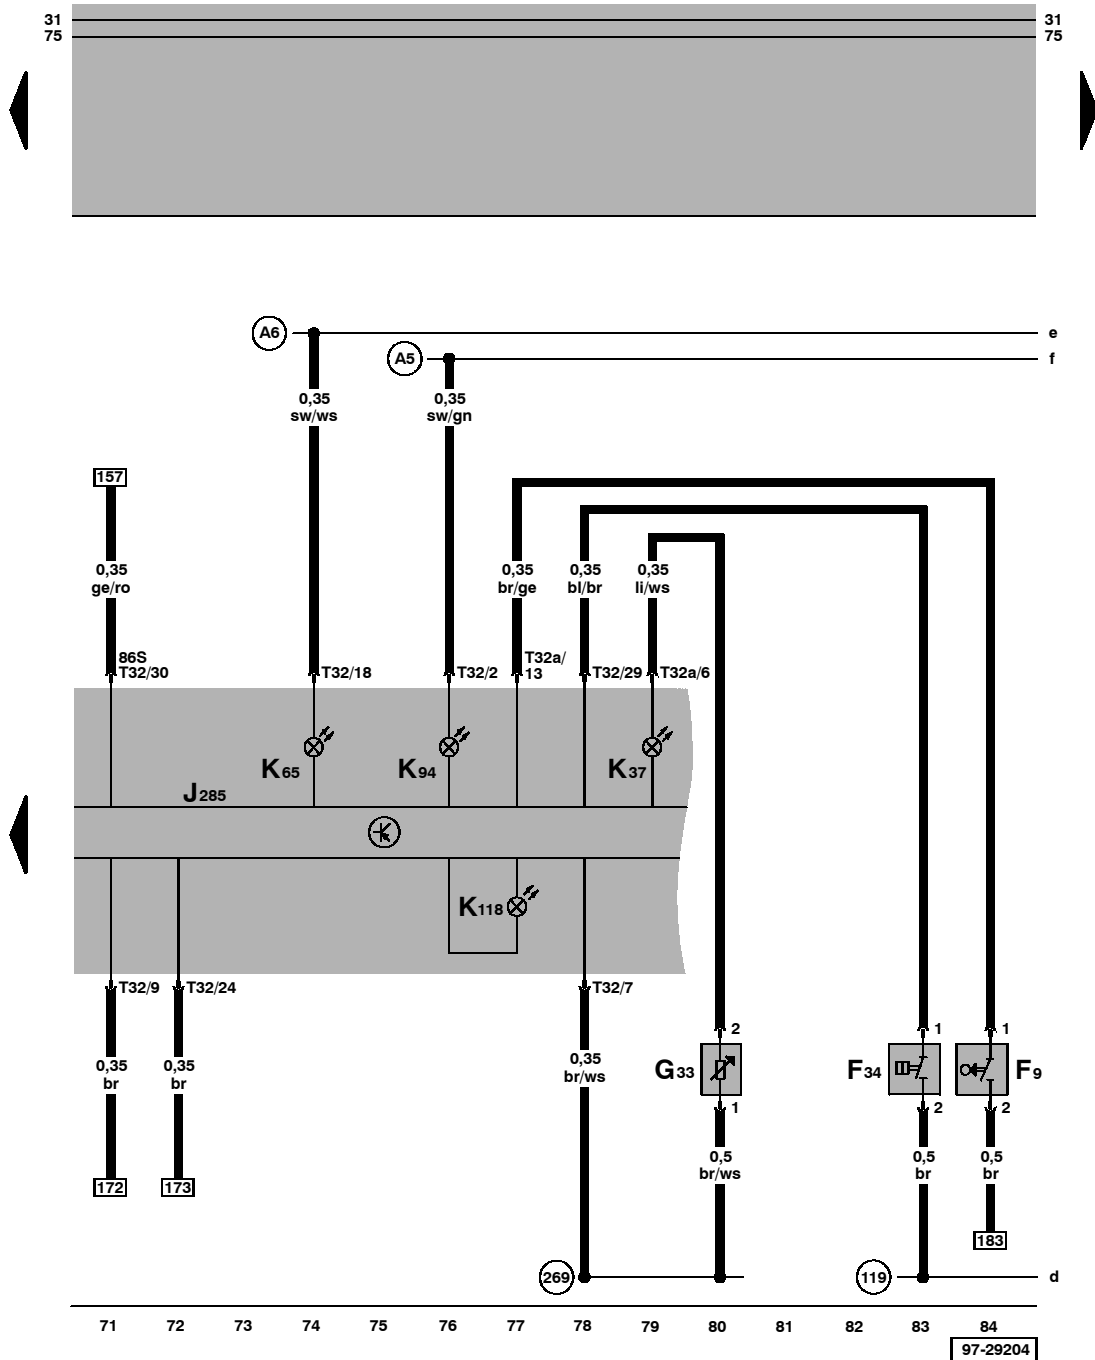 31 31
75 75
A6 e
A5 f
0,35 0,35
sw/ws sw/gn
157
0,35 0,35 0,35 0,35
ge/ro br/ge bl/br li/ws
86S T32a/
T32/30 T32/18 T32/2 13 T32/29 T32a/6
K65 K94 K37
J285
K118
T32/9 T32/24 T32/7
2 1 1
0,35 0,35 0,35
br br br/ws
G33 F34 F9
1 2 2
0,5 0,5 0,5
br/ws br br
172 173
183
269 119 d
71 72 73 74 75 76 77 78 79 80 81 82 83 84
97-29204